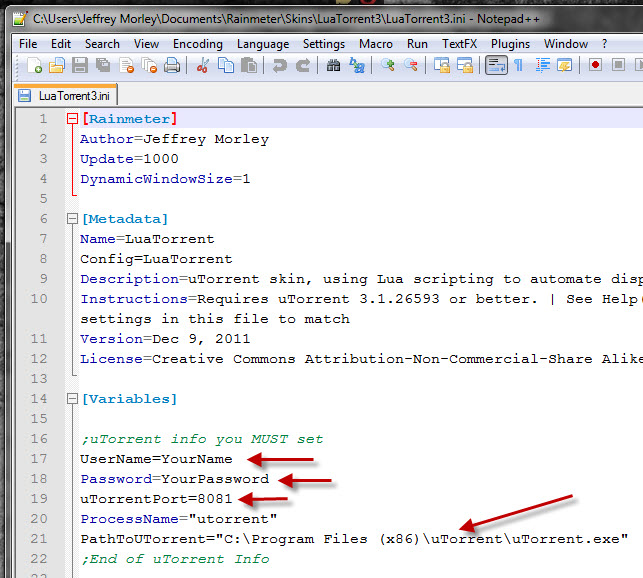 C:\Users\Jeffrey Morley\Documents\Rainmeter\Skins\LuaTorrent3\LuaTorrent3.ini - Notepad++
File Edit Search View Encoding Language Settings Macro Run TextFX Plugins Window ?
LuaTorrent3.ini
1 [Rainmeter]
2 Author=Jeffrey Morley
3 Update=1000
4 DynamicWindowSize=1
5
6 [Metadata]
7 Name=LuaTorrent
8 Config=LuaTorrent
9 Description=uTorrent skin, using Lua scripting to automate disp
10 Instructions=Requires uTorrent 3.1.26593 or better. | See Help(
settings in this file to match
11 Version=Dec 9, 2011
12 License=Creative Commons Attribution-Non-Commercial-Share Alike
13
14 [Variables]
15
16 ;uTorrent info you MUST set
17 UserName=YourName
18 Password=YourPassword
19 uTorrentPort=8081
20 ProcessName="utorrent"
21 PathToUTorrent="C:\Program Files (x86)\uTorrent\uTorrent.exe"
22 ;End of uTorrent Info